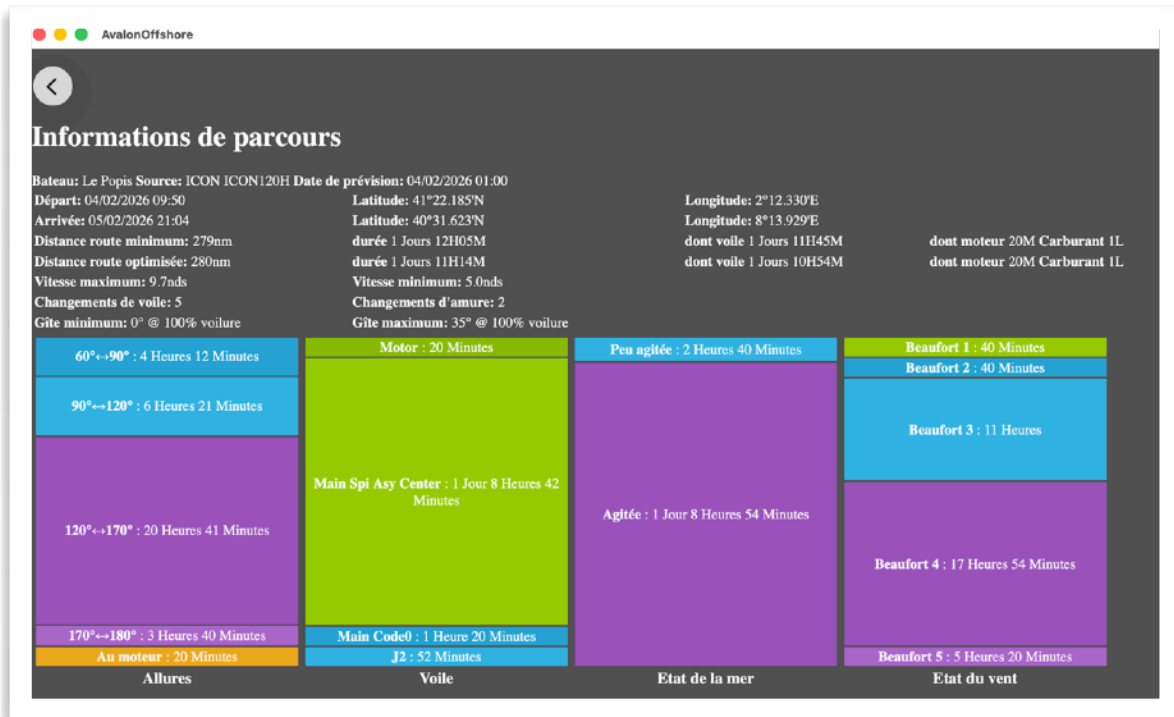 AvalonOffshore
Informations de parcours
Bateau: Le Popis Source: ICON ICON120H Date de prévision: 04/02/2026 01:00
Départ: 04/02/2026 09:50 Latitude: 41°22.185'N Longitude: 2°12.330'E
Arrivée: 05/02/2026 21:04 Latitude: 40°31.623'N Longitude: 8°13.929'E
Distance route minimum: 279nm durée 1 Jours 12H05M dont voile 1 Jours 11H45M dont moteur 20M Carburant 1L
Distance route optimisée: 280nm durée 1 Jours 11H14M dont voile 1 Jours 10H54M dont moteur 20M Carburant 1L
Vitesse maximum: 9.7nds Vitesse minimum: 5.0nds
Changements de voile: 5 Changements d'amure: 2
Gîte minimum: 0° @ 100% voilure Gîte maximum: 35° @ 100% voilure
60°↔90° : 4 Heures 12 Minutes
90°↔120° : 6 Heures 21 Minutes
120°↔170° : 20 Heures 41 Minutes
170°↔180° : 3 Heures 40 Minutes
Au moteur : 20 Minutes
Allures
Motor : 20 Minutes
Main Spi Asy Center : 1 Jour 8 Heures 42
Minutes
Main Code0 : 1 Heure 20 Minutes
J2 : 52 Minutes
Voile
Peu agitée : 2 Heures 40 Minutes
Agitée : 1 Jour 8 Heures 54 Minutes
Etat de la mer
Beaufort 1 : 40 Minutes
Beaufort 2 : 40 Minutes
Beaufort 3 : 11 Heures
Beaufort 4 : 17 Heures 54 Minutes
Beaufort 5 : 5 Heures 20 Minutes
Etat du vent